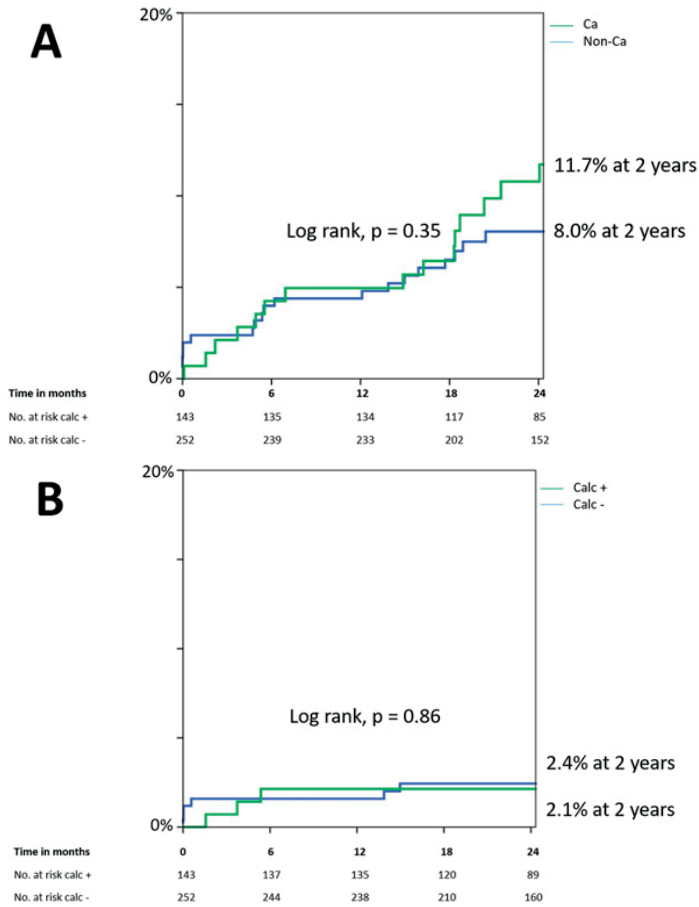 A
20%
Ca
Non-Ca
11.7% at 2 years
Log rank, p = 0.35
8.0% at 2 years
0%
Time in months 0 6 12 18 24
No. at risk calc + 143 135 134 117 85
No. at risk calc - 252 239 233 202 152
B
20%
Calc +
Calc -
Log rank, p = 0.86
2.4% at 2 years
2.1% at 2 years
0%
Time in months 0 6 12 18 24
No. at risk calc + 143 137 135 120 89
No. at risk calc - 252 244 238 210 160